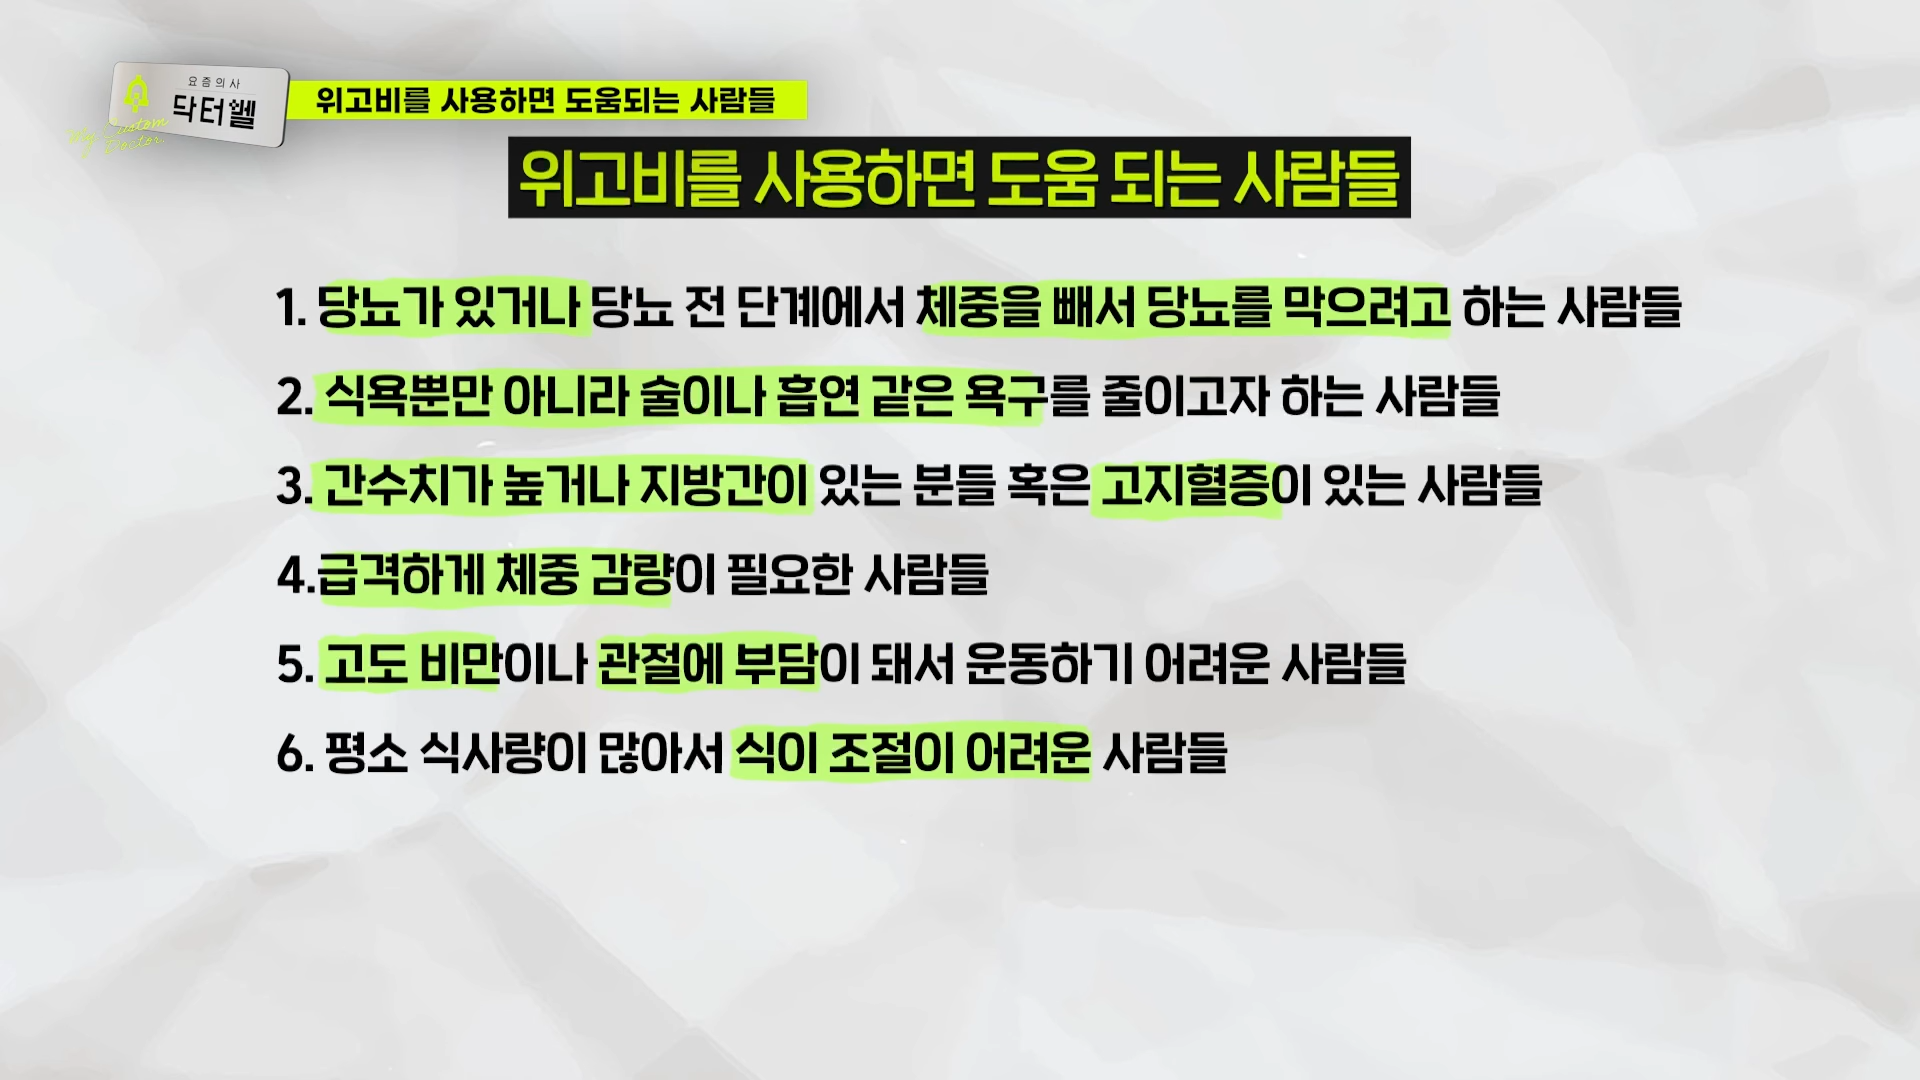 요즘의사
닥터벨
My Custom
Doctor
위고비를 사용하면 도움되는 사람들
위고비를 사용하면 도움 되는 사람들
1. 당뇨가 있거나 당뇨 전 단계에서 체중을 빼서 당뇨를 막으려고 하는 사람들
2. 식욕뿐만 아니라 술이나 흡연 같은 욕구를 줄이고자 하는 사람들
3. 간수치가 높거나 지방간이 있는 분들 혹은 고지혈증이 있는 사람들
4.급격하게 체중 감량이 필요한 사람들
5. 고도 비만이나 관절에 부담이 돼서 운동하기 어려운 사람들
6. 평소 식사량이 많아서 식이 조절이 어려운 사람들